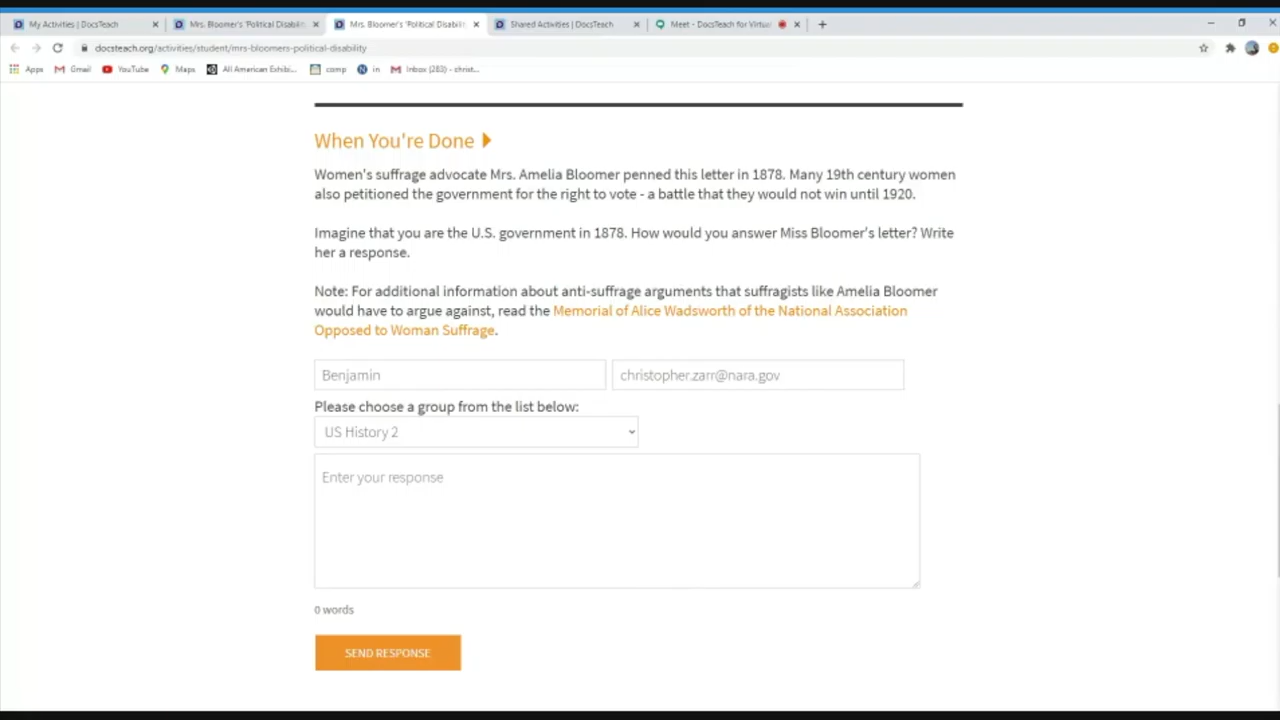 My Activities | DocsTeach
Mrs. Bloomer's 'Political Disabilit
Mrs. Bloomer's 'Political Disabilit
Shared Activities | DocsTeach
Meet - DocsTeach for Virtua
docsteach.org/activities/student/mrs-bloomers-political-disability
Apps
Gmail
YouTube
Maps
All American Exhibi...
comp
in
Inbox (283) - christ...
When You're Done
Women's suffrage advocate Mrs. Amelia Bloomer penned this letter in 1878. Many 19th century women
also petitioned the government for the right to vote - a battle that they would not win until 1920.
Imagine that you are the U.S. government in 1878. How would you answer Miss Bloomer's letter? Write
her a response.
Note: For additional information about anti-suffrage arguments that suffragists like Amelia Bloomer
would have to argue against, read the Memorial of Alice Wadsworth of the National Association
Opposed to Woman Suffrage.
Benjamin
christopher.zarr@nara.gov
Please choose a group from the list below:
US History 2
Enter your response
0 words
SEND RESPONSE